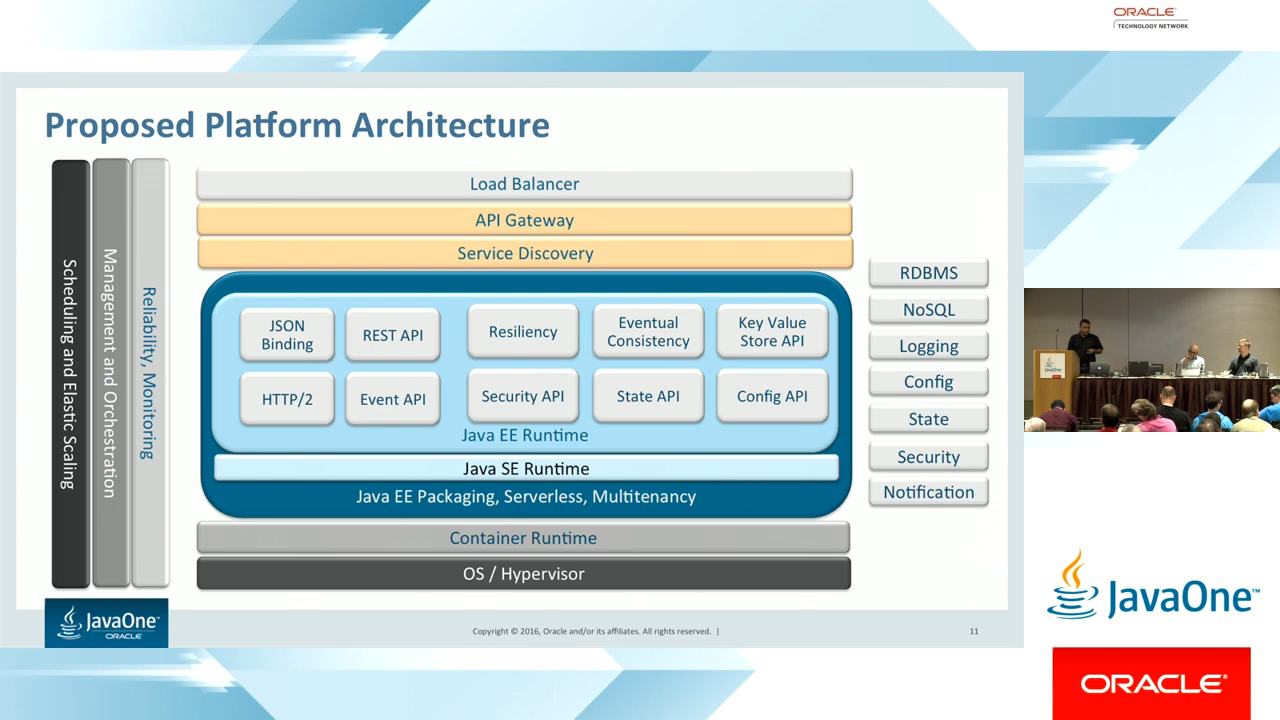 ORACLE
TECHNOLOGY NETWORK
Proposed Platform Architecture
Scheduling and Elastic Scaling
Management and Orchestration
Reliability, Monitoring
Load Balancer
API Gateway
Service Discovery
JSON
Binding
REST API
Resiliency
Eventual
Consistency
Key Value
Store API
HTTP/2
Event API
Security API
State API
Config API
Java EE Runtime
Java SE Runtime
Java EE Packaging, Serverless, Multitenancy
Container Runtime
OS / Hypervisor
RDBMS
NoSQL
Logging
Config
State
Security
Notification
JavaOne™
ORACLE
Copyright © 2016, Oracle and/or its affiliates. All rights reserved. |
11
JavaOne™
ORACLE®